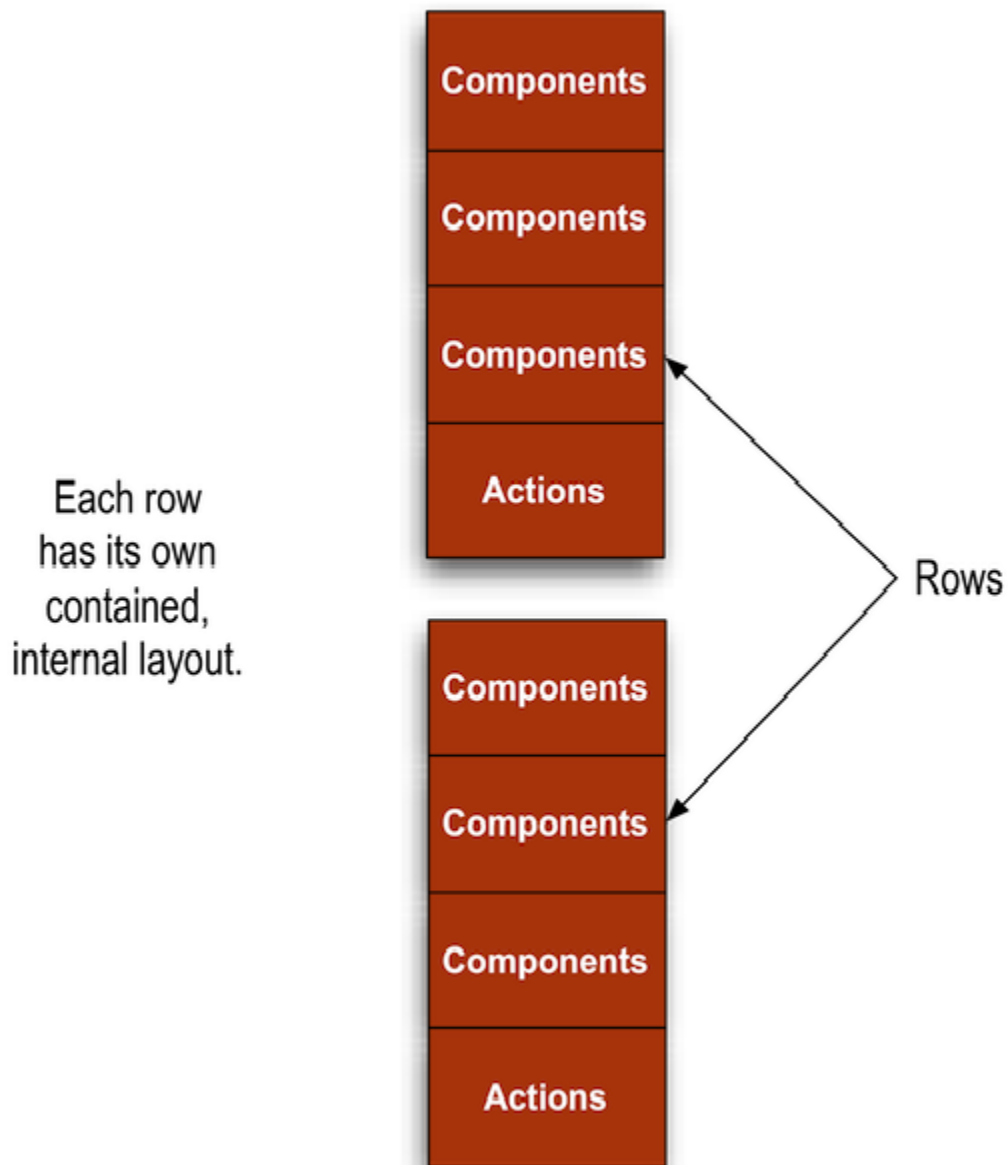 Components
Components
Components
Actions
Each row
has its own
contained,
internal layout.
Rows
Components
Components
Components
Actions